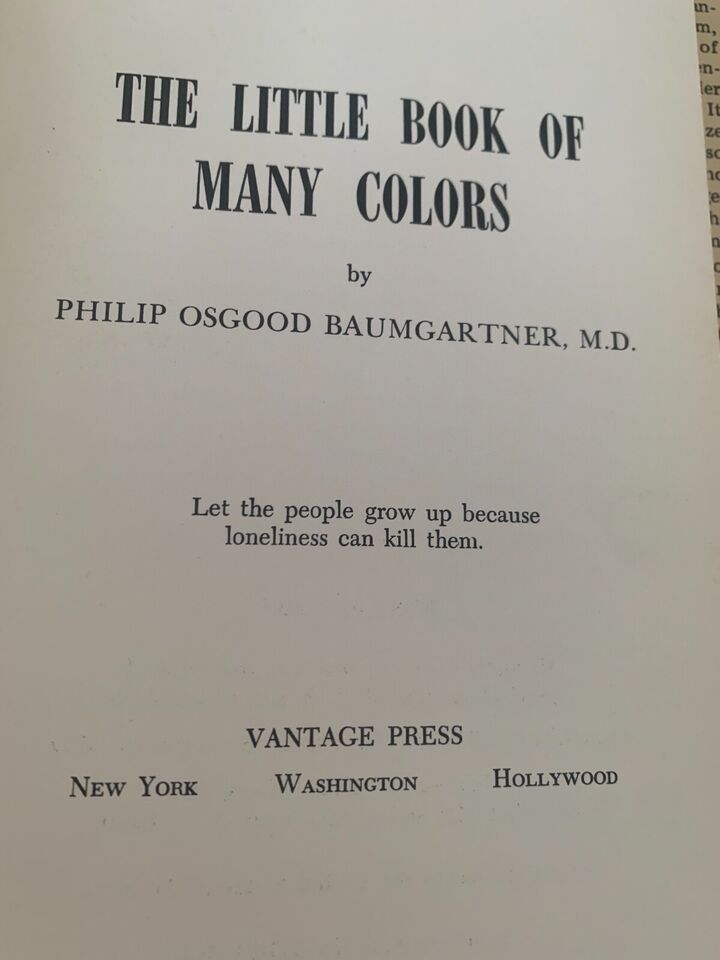 THE LITTLE BOOK OF
MANY COLORS
by
PHILIP OSGOOD BAUMGARTNER, M.D.
Let the people grow up because
loneliness can kill them.
VANTAGE PRESS
NEW YORK WASHINGTON HOLLYWOOD